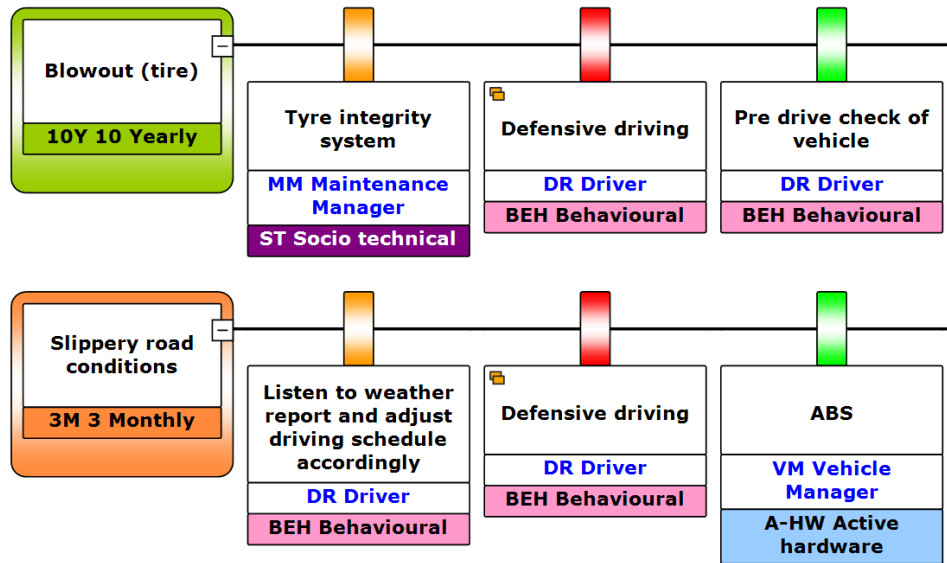 Blowout (tire)
10Y 10 Yearly
Tyre integrity
system
MM Maintenance
Manager
ST Socio technical
Defensive driving
DR Driver
BEH Behavioural
Pre drive check of
vehicle
DR Driver
BEH Behavioural
Slippery road
conditions
3M 3 Monthly
Listen to weather
report and adjust
driving schedule
accordingly
DR Driver
BEH Behavioural
Defensive driving
DR Driver
BEH Behavioural
ABS
VM Vehicle
Manager
A-HW Active
hardware